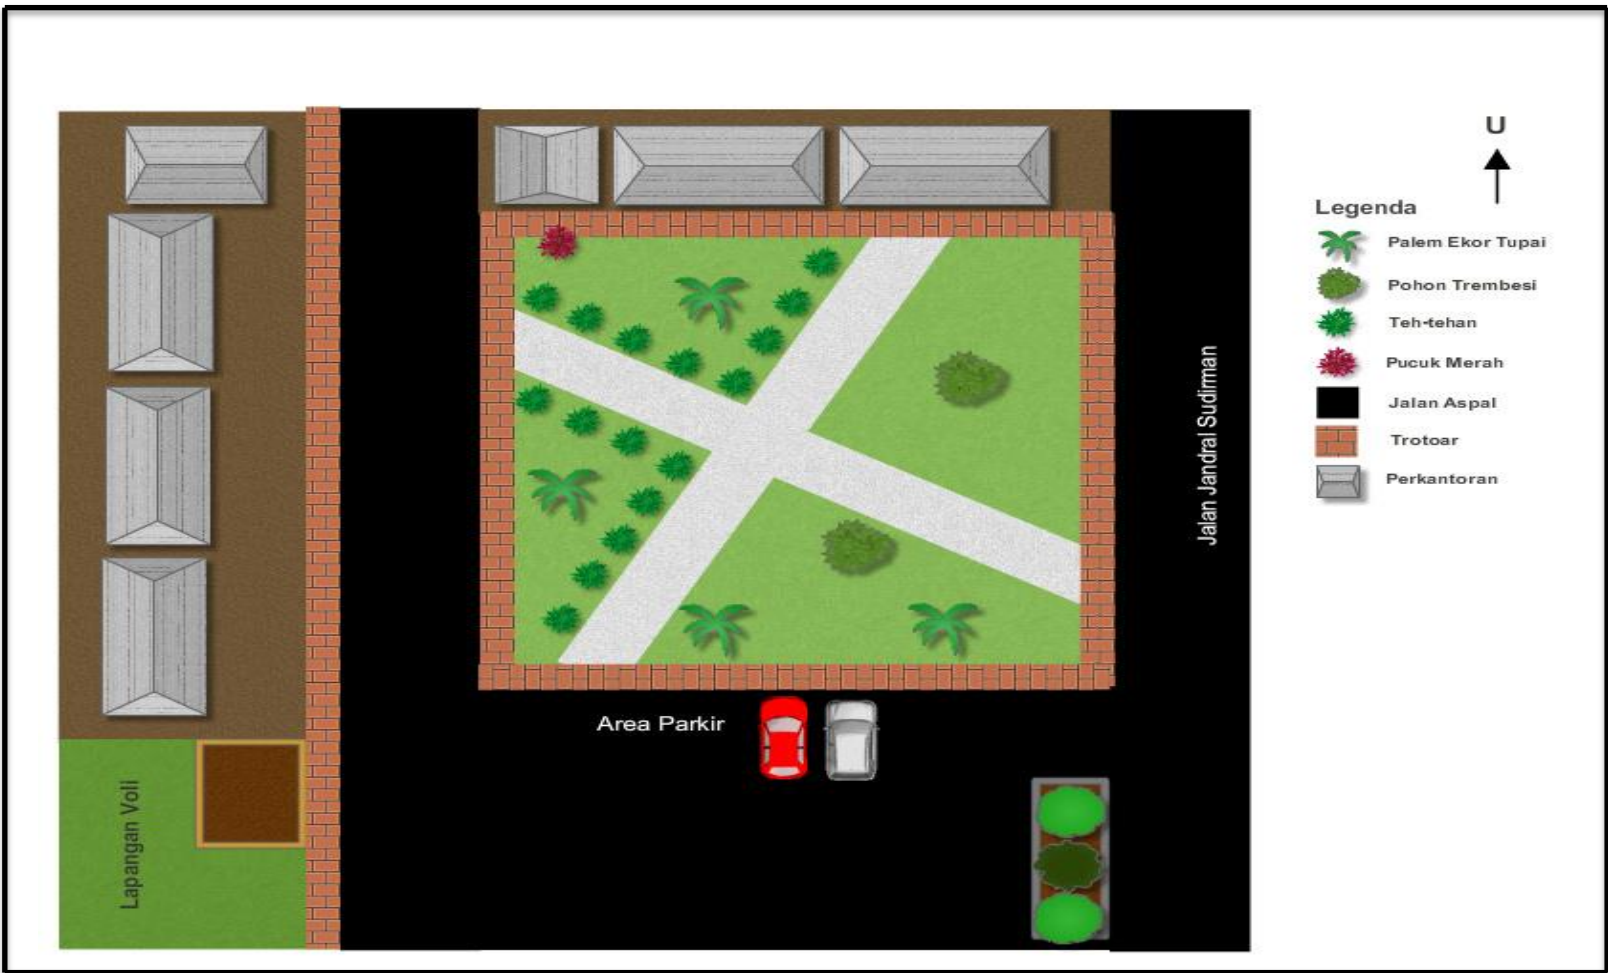 U
Legenda
Palem Ekor Tupai
Pohon Trembesi
Teh-tehan
Pucuk Merah
Jalan Aspal
Trotoar
Perkantoran
Jalan Jandral Sudirman
Area Parkir
Lapangan Voli